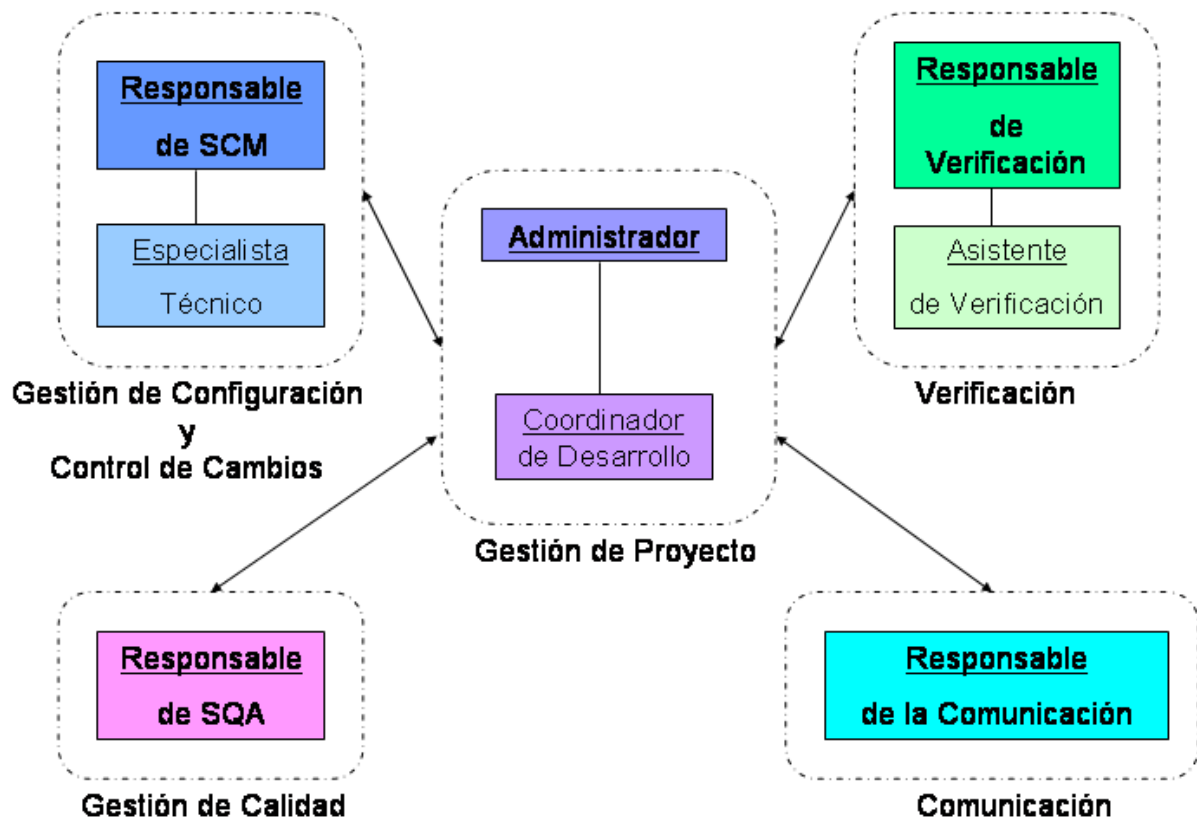 Responsable
de SCM
Especialista
Técnico
Gestión de Configuración
y
Control de Cambios
Responsable
de
Verificación
Asistente
de Verificación
Verificación
Administrador
Coordinador
de Desarrollo
Gestión de Proyecto
Responsable
de SQA
Gestión de Calidad
Responsable
de la Comunicación
Comunicación